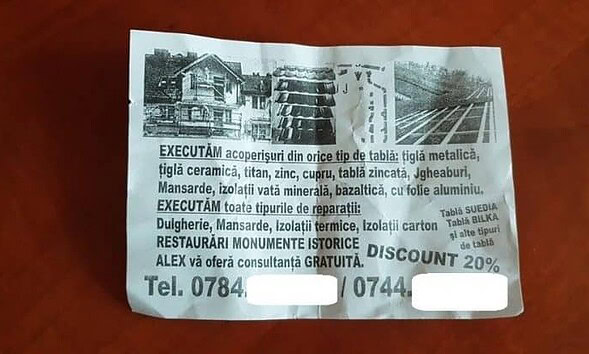 EXECUTĂM acoperişuri din orice tip de tablă: ţiglă metalică,
ţiglă ceramică, titan, zinc, cupru, tablă zincată, Jgheaburi,
Mansarde, izolaţii vată minerală, bazaltică, cu folie aluminiu.
EXECUTĂM toate tipurile de reparaţii:
Dulgherie, Mansarde, Izolaţii termice, Izolaţii carton
RESTAURĂRI MONUMENTE ISTORICE
ALEX vă oferă consultanţă GRATUITĂ.
Tablă SUEDIA
Tablă BILKA
şi alte tipuri
de tablă
DISCOUNT 20%
Tel. 0784. / 0744.